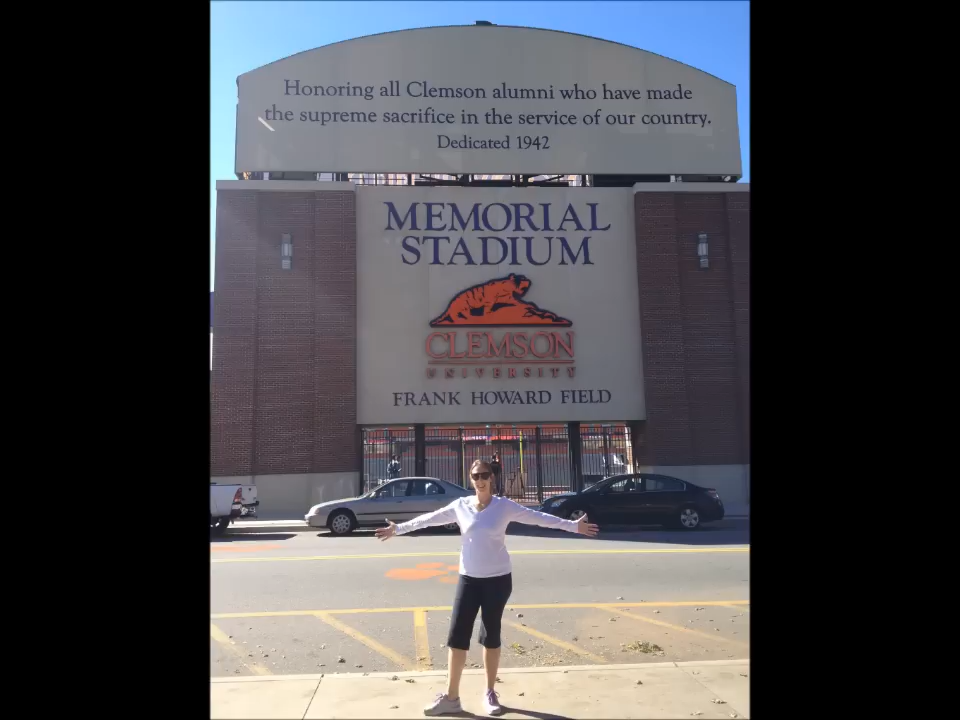 Honoring all Clemson alumni who have made
the supreme sacrifice in the service of our country.
Dedicated 1942
MEMORIAL
STADIUM
CLEMSON
UNIVERSITY
FRANK HOWARD FIELD